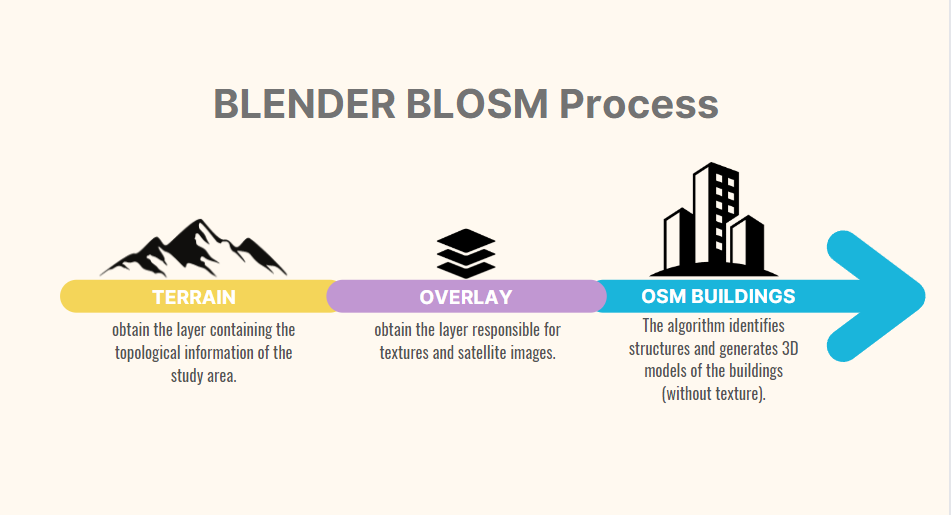 BLENDER BLOSM Process
TERRAIN
obtain the layer containing the
topological information of the
study area.
OVERLAY
obtain the layer responsible for
textures and satellite images.
OSM BUILDINGS
The algorithm identifies
structures and generates 3D
models of the buildings
(without texture).